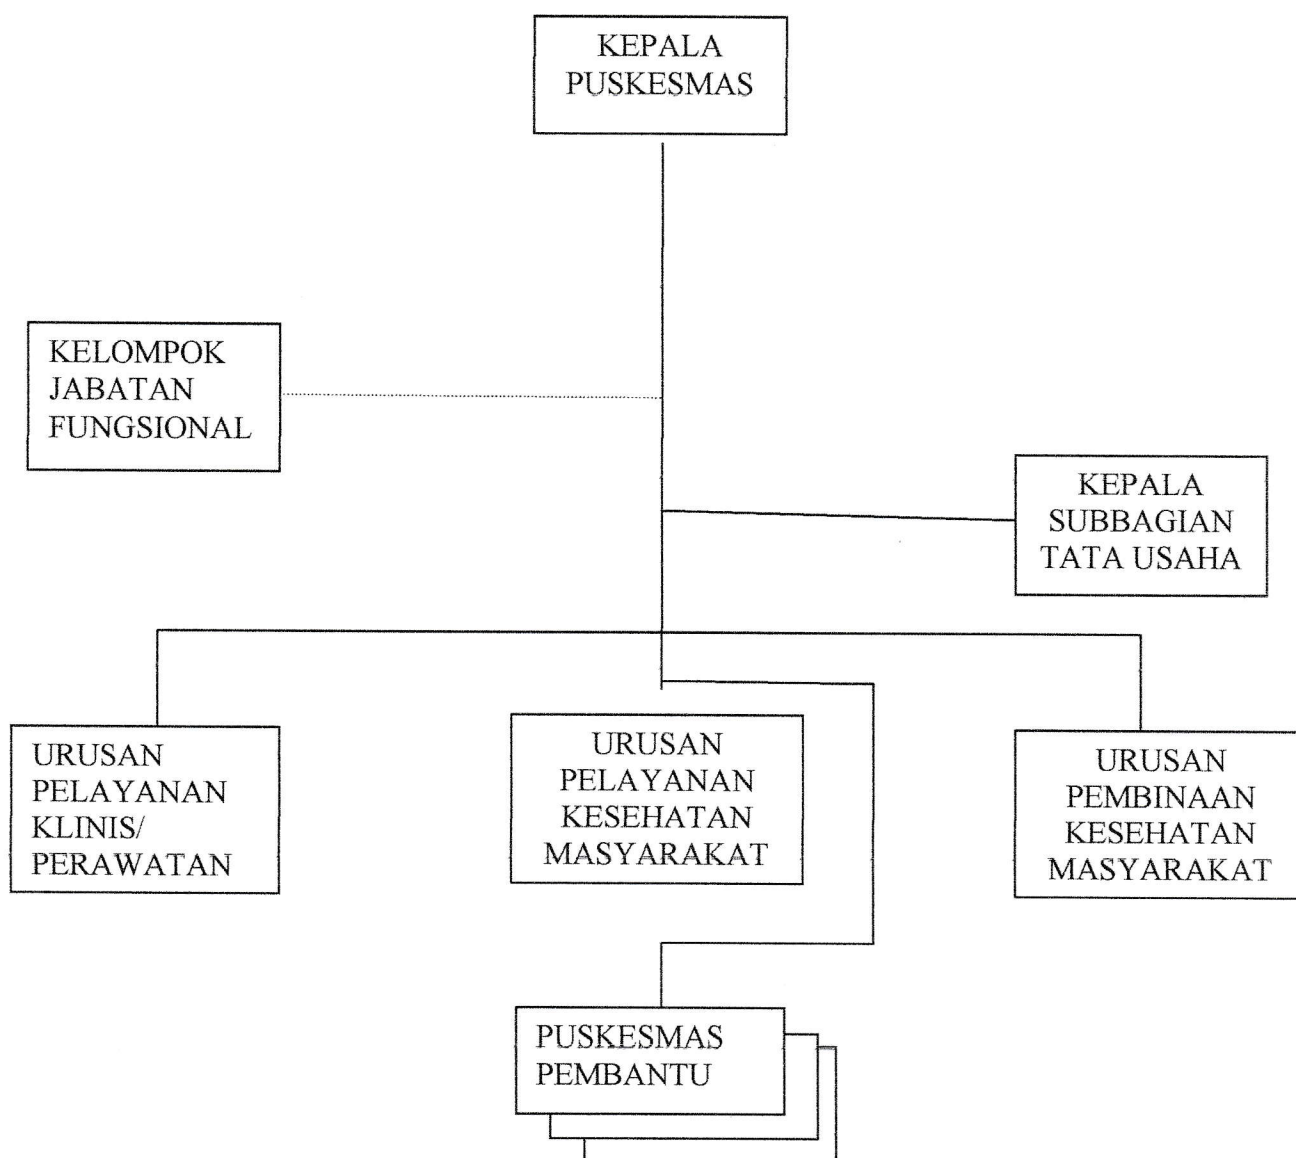 KEPALA
PUSKESMAS
KELOMPOK
JABATAN
FUNGSIONAL
KEPALA
SUBBAGIAN
TATA USAHA
URUSAN
PELAYANAN
KLINIS/
PERAWATAN
URUSAN
PELAYANAN
KESEHATAN
MASYARAKAT
URUSAN
PEMBINAAN
KESEHATAN
MASYARAKAT
PUSKESMAS
PEMBANTU